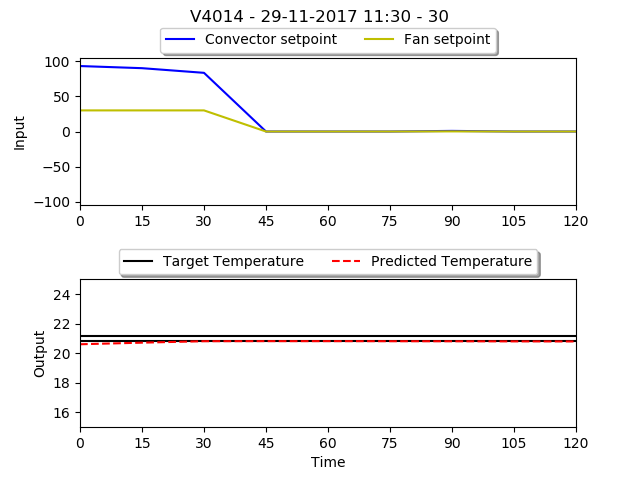 V4014 - 29-11-2017 11:30 - 30
Convector setpoint Fan setpoint
100
50
0
−50
−100
Input
0 15 30 45 60 75 90 105 120
Target Temperature Predicted Temperature
24
22
20
18
16
Output
0 15 30 45 60 75 90 105 120
Time